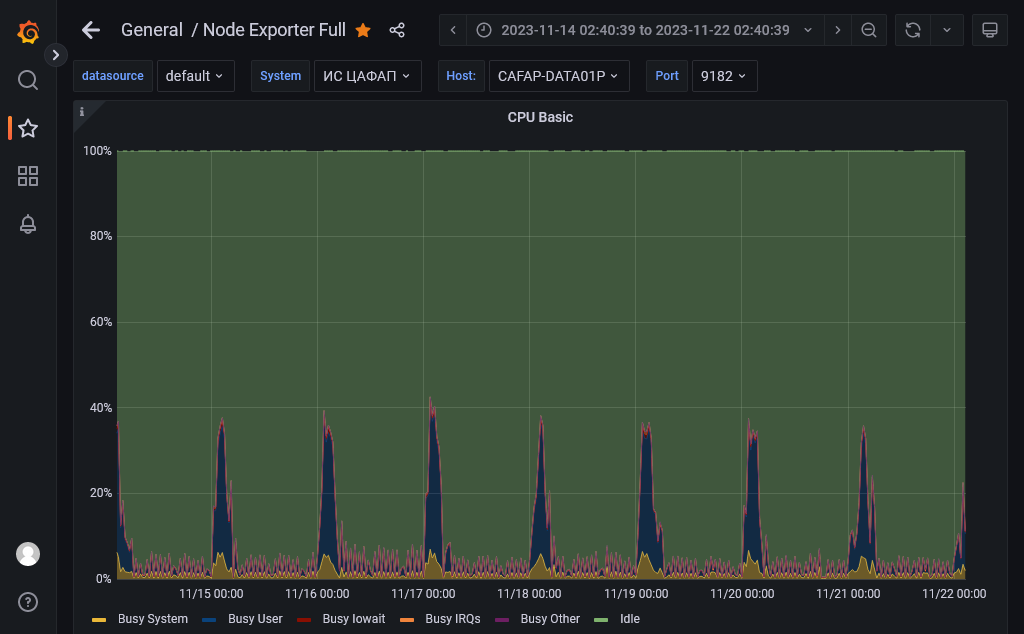 General / Node Exporter Full
2023-11-14 02:40:39 to 2023-11-22 02:40:39
datasource default System ИС ЦАФАП Host: CAFAP-DATA01P Port 9182
i
CPU Basic
100%
80%
60%
40%
20%
0%
11/15 00:00 11/16 00:00 11/17 00:00 11/18 00:00 11/19 00:00 11/20 00:00 11/21 00:00 11/22 00:00
Busy System Busy User Busy Iowait Busy IRQs Busy Other Idle